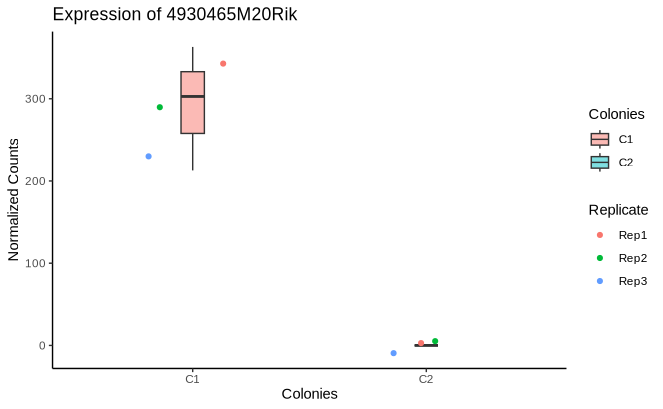 Expression of 4930465M20Rik
Normalized Counts
300
200
100
0
C1
C2
Colonies
Colonies
C1
C2
Replicate
Rep1
Rep2
Rep3